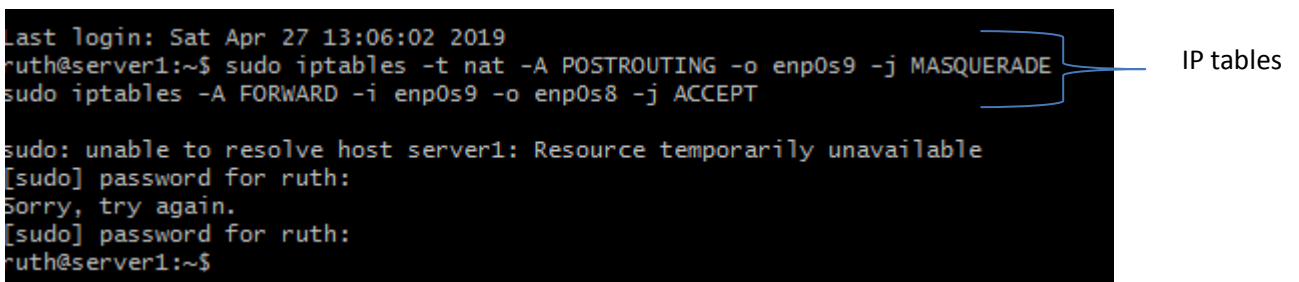 Last login: Sat Apr 27 13:06:02 2019
ruth@server1:~$ sudo iptables -t nat -A POSTROUTING -o enp0s9 -j MASQUERADE
sudo iptables -A FORWARD -i enp0s9 -o enp0s8 -j ACCEPT
IP tables
sudo: unable to resolve host server1: Resource temporarily unavailable
[sudo] password for ruth:
Sorry, try again.
[sudo] password for ruth:
ruth@server1:~$